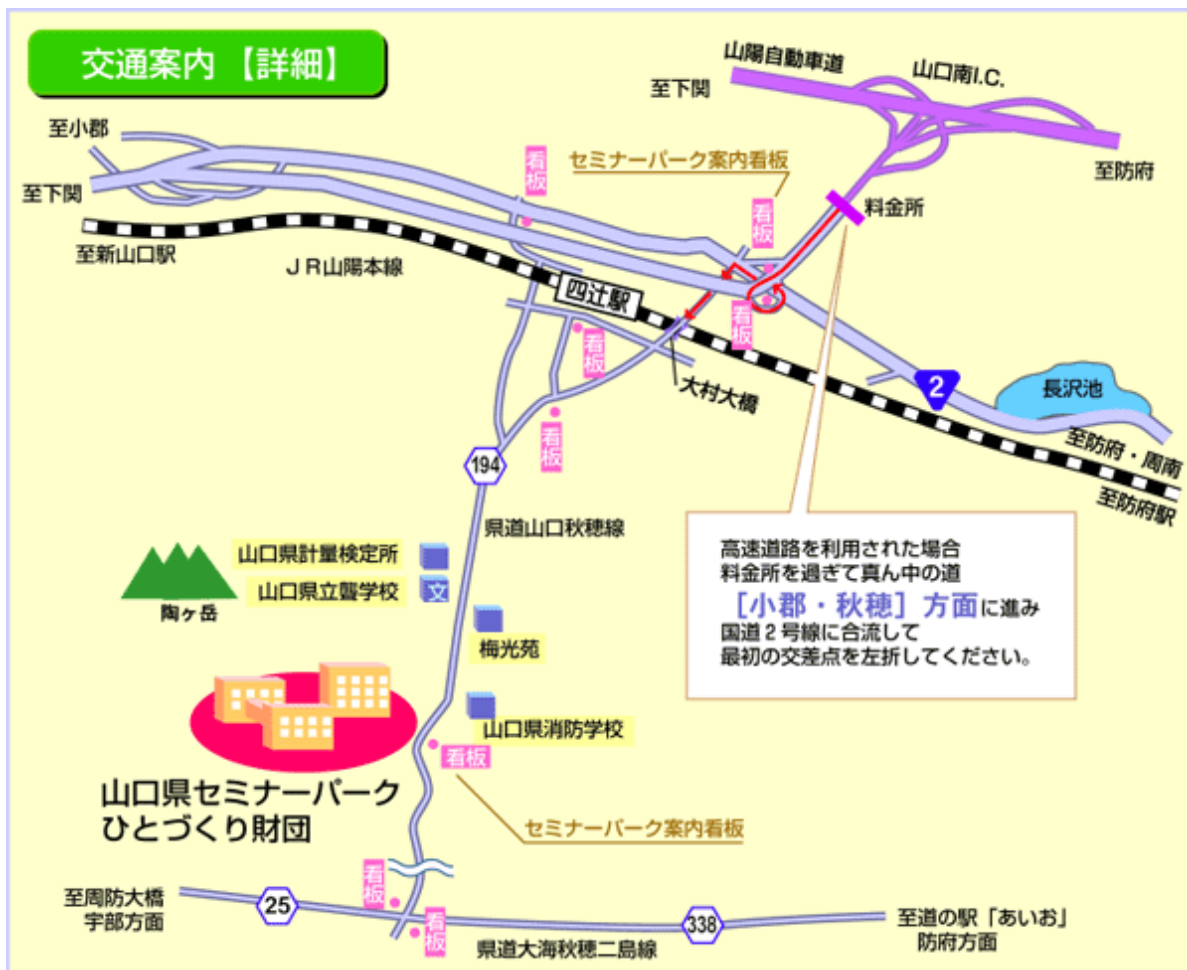 交通案内【詳細】
山陽自動車道
山口南I.C.
至下関
至防府
至小郡
至下関
看板
セミナーパーク案内看板
看板
料金所
至新山口駅
JR山陽本線
四辻駅
看板
看板
大村大橋
2
長沢池
至防府・周南
至防府駅
看板
194
県道山口秋穂線
高速道路を利用された場合
料金所を過ぎて真ん中の道
[小郡・秋穂]方面に進み
国道2号線に合流して
最初の交差点を左折してください。
山口県計量検定所
山口県立聾学校
文
陶ヶ岳
梅光苑
山口県消防学校
看板
山口県セミナーパーク
ひとづくり財団
セミナーパーク案内看板
看板
至周防大橋
宇部方面
25
看板
県道大海秋穂二島線
338
至道の駅「あいお」
防府方面